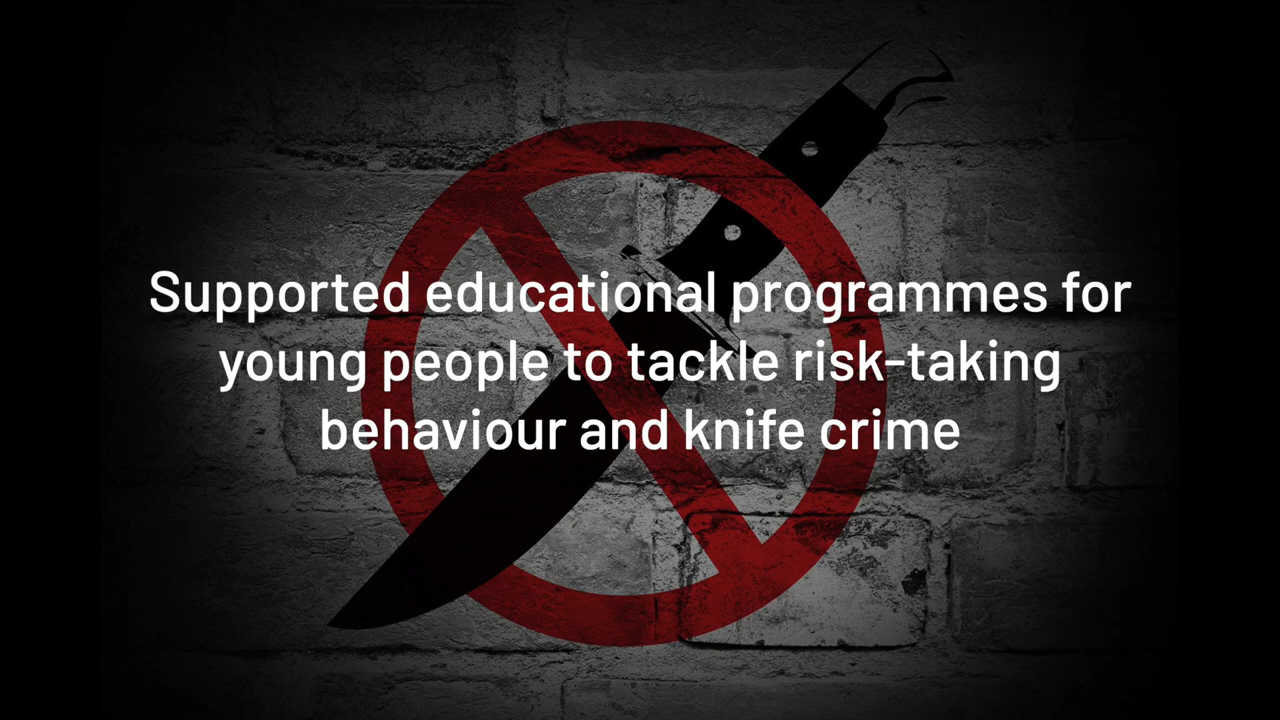 Supported educational programmes for
young people to tackle risk-taking
behaviour and knife crime